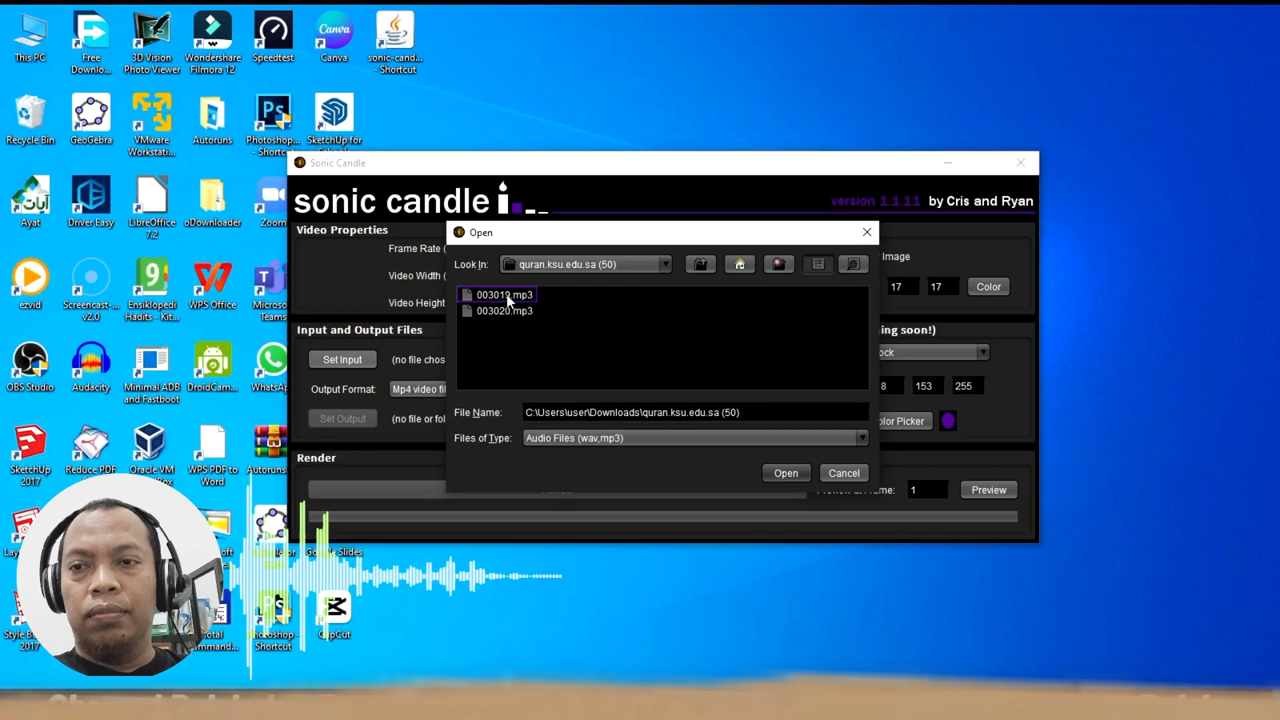 This PC
Free Downlo...
3D Vision Photo Viewer
Wondershare Filmora 12
Speedtest
Canva
sonic-cand... - Shortcut
Recycle Bin
GeoGebra
VMware Workstati...
Autoruns
Photoshop... - Shortc
SketchUp for
Ayat
Driver Easy
LibreOffice 7.2
oDownloader
Zoom
ezvid
Screencast-... v2.0
Ensiklopedi Hadits - Kit...
WPS Office
Microso Teams
OBS Studio
Audacity
Minimal ADB and Fastboot
DroidCam...
WhatsA
SketchUp 2017
Reduce PDF
Oracle VM
WPS PDF to Word
Autoruns.
Google Slides
Style B
2017
otal
ommand...
Photoshop - Shortcut
CapCut
Sonic Candle
sonic candle
version 1.1.11 by Cris and Ryan
Video Properties
Frame Rate (
Video Width (
Video Height
Image
17 17 Color
Input and Output Files
ing soon!)
Set Input (no file chos
ock
Output Format: Mp4 video fil
8 153 255
Set Output (no file or fol
olor Picker
Render
1 Preview
Open
Look In: quran.ksu.edu.sa (50)
003019.mp3
003020.mp3
File Name: C:\Users\user\Downloads\quran.ksu.edu.sa (50)
Files of Type: Audio Files (wav,mp3)
Open Cancel